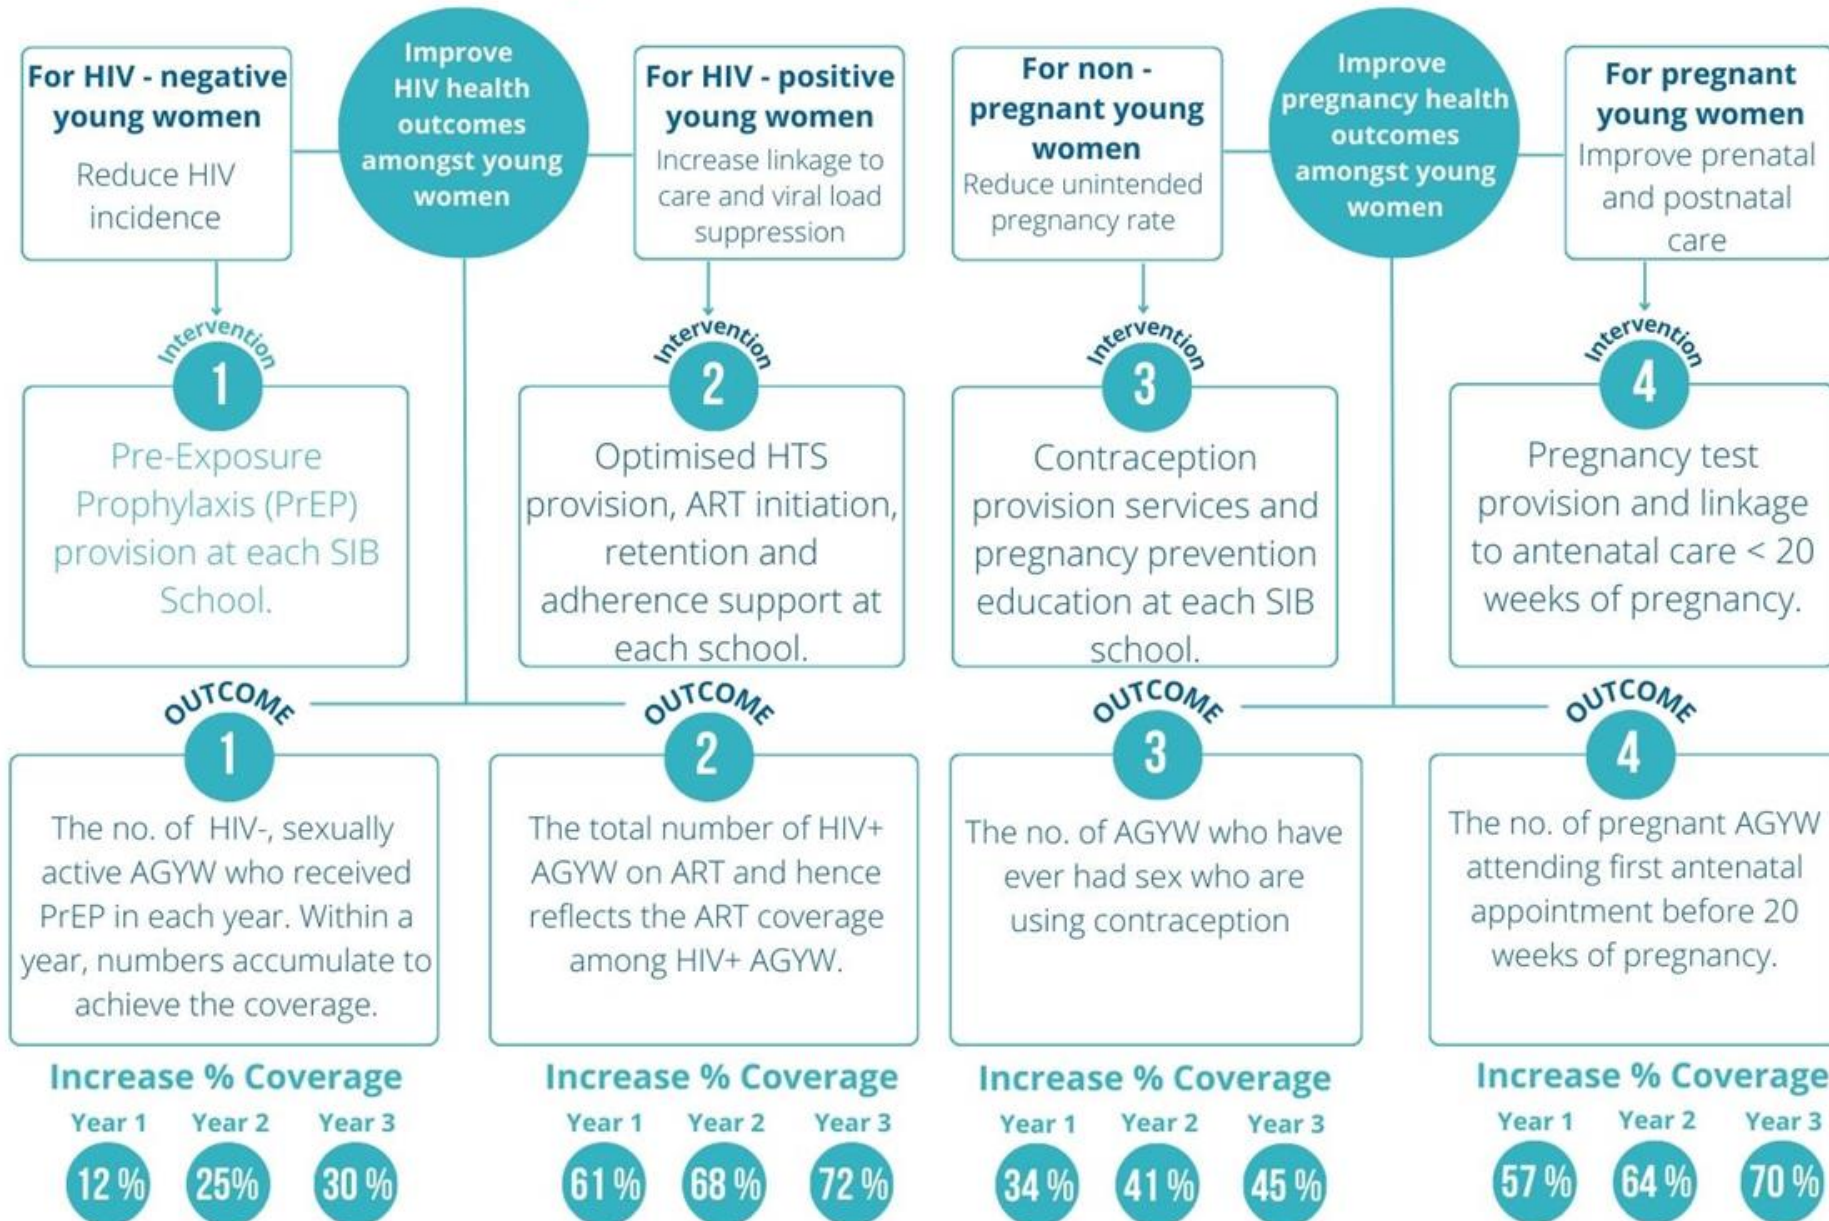 For HIV - negative
young women
Reduce HIV
incidence
Improve
HIV health
outcomes
amongst young
women
For HIV - positive
young women
Increase linkage to
care and viral load
suppression
For non -
pregnant young
women
Reduce unintended
pregnancy rate
Improve
pregnancy health
outcomes
amongst young
women
For pregnant
young women
Improve prenatal
and postnatal
care
Intervention
1
Pre-Exposure
Prophylaxis (PrEP)
provision at each SIB
School.
Intervention
2
Optimised HTS
provision, ART initiation,
retention and
adherence support at
each school.
Intervention
3
Contraception
provision services and
pregnancy prevention
education at each SIB
school.
Intervention
4
Pregnancy test
provision and linkage
to antenatal care < 20
weeks of pregnancy.
OUTCOME
1
The no. of HIV-, sexually
active AGYW who received
PrEP in each year. Within a
year, numbers accumulate to
achieve the coverage.
Increase % Coverage
Year 1 Year 2 Year 3
12 % 25% 30 %
OUTCOME
2
The total number of HIV+
AGYW on ART and hence
reflects the ART coverage
among HIV+ AGYW.
Increase % Coverage
Year 1 Year 2 Year 3
61 % 68 % 72 %
OUTCOME
3
The no. of AGYW who have
ever had sex who are
using contraception
Increase % Coverage
Year 1 Year 2 Year 3
34 % 41 % 45 %
OUTCOME
4
The no. of pregnant AGYW
attending first antenatal
appointment before 20
weeks of pregnancy.
Increase % Coverage
Year 1 Year 2 Year 3
57 % 64 % 70 %